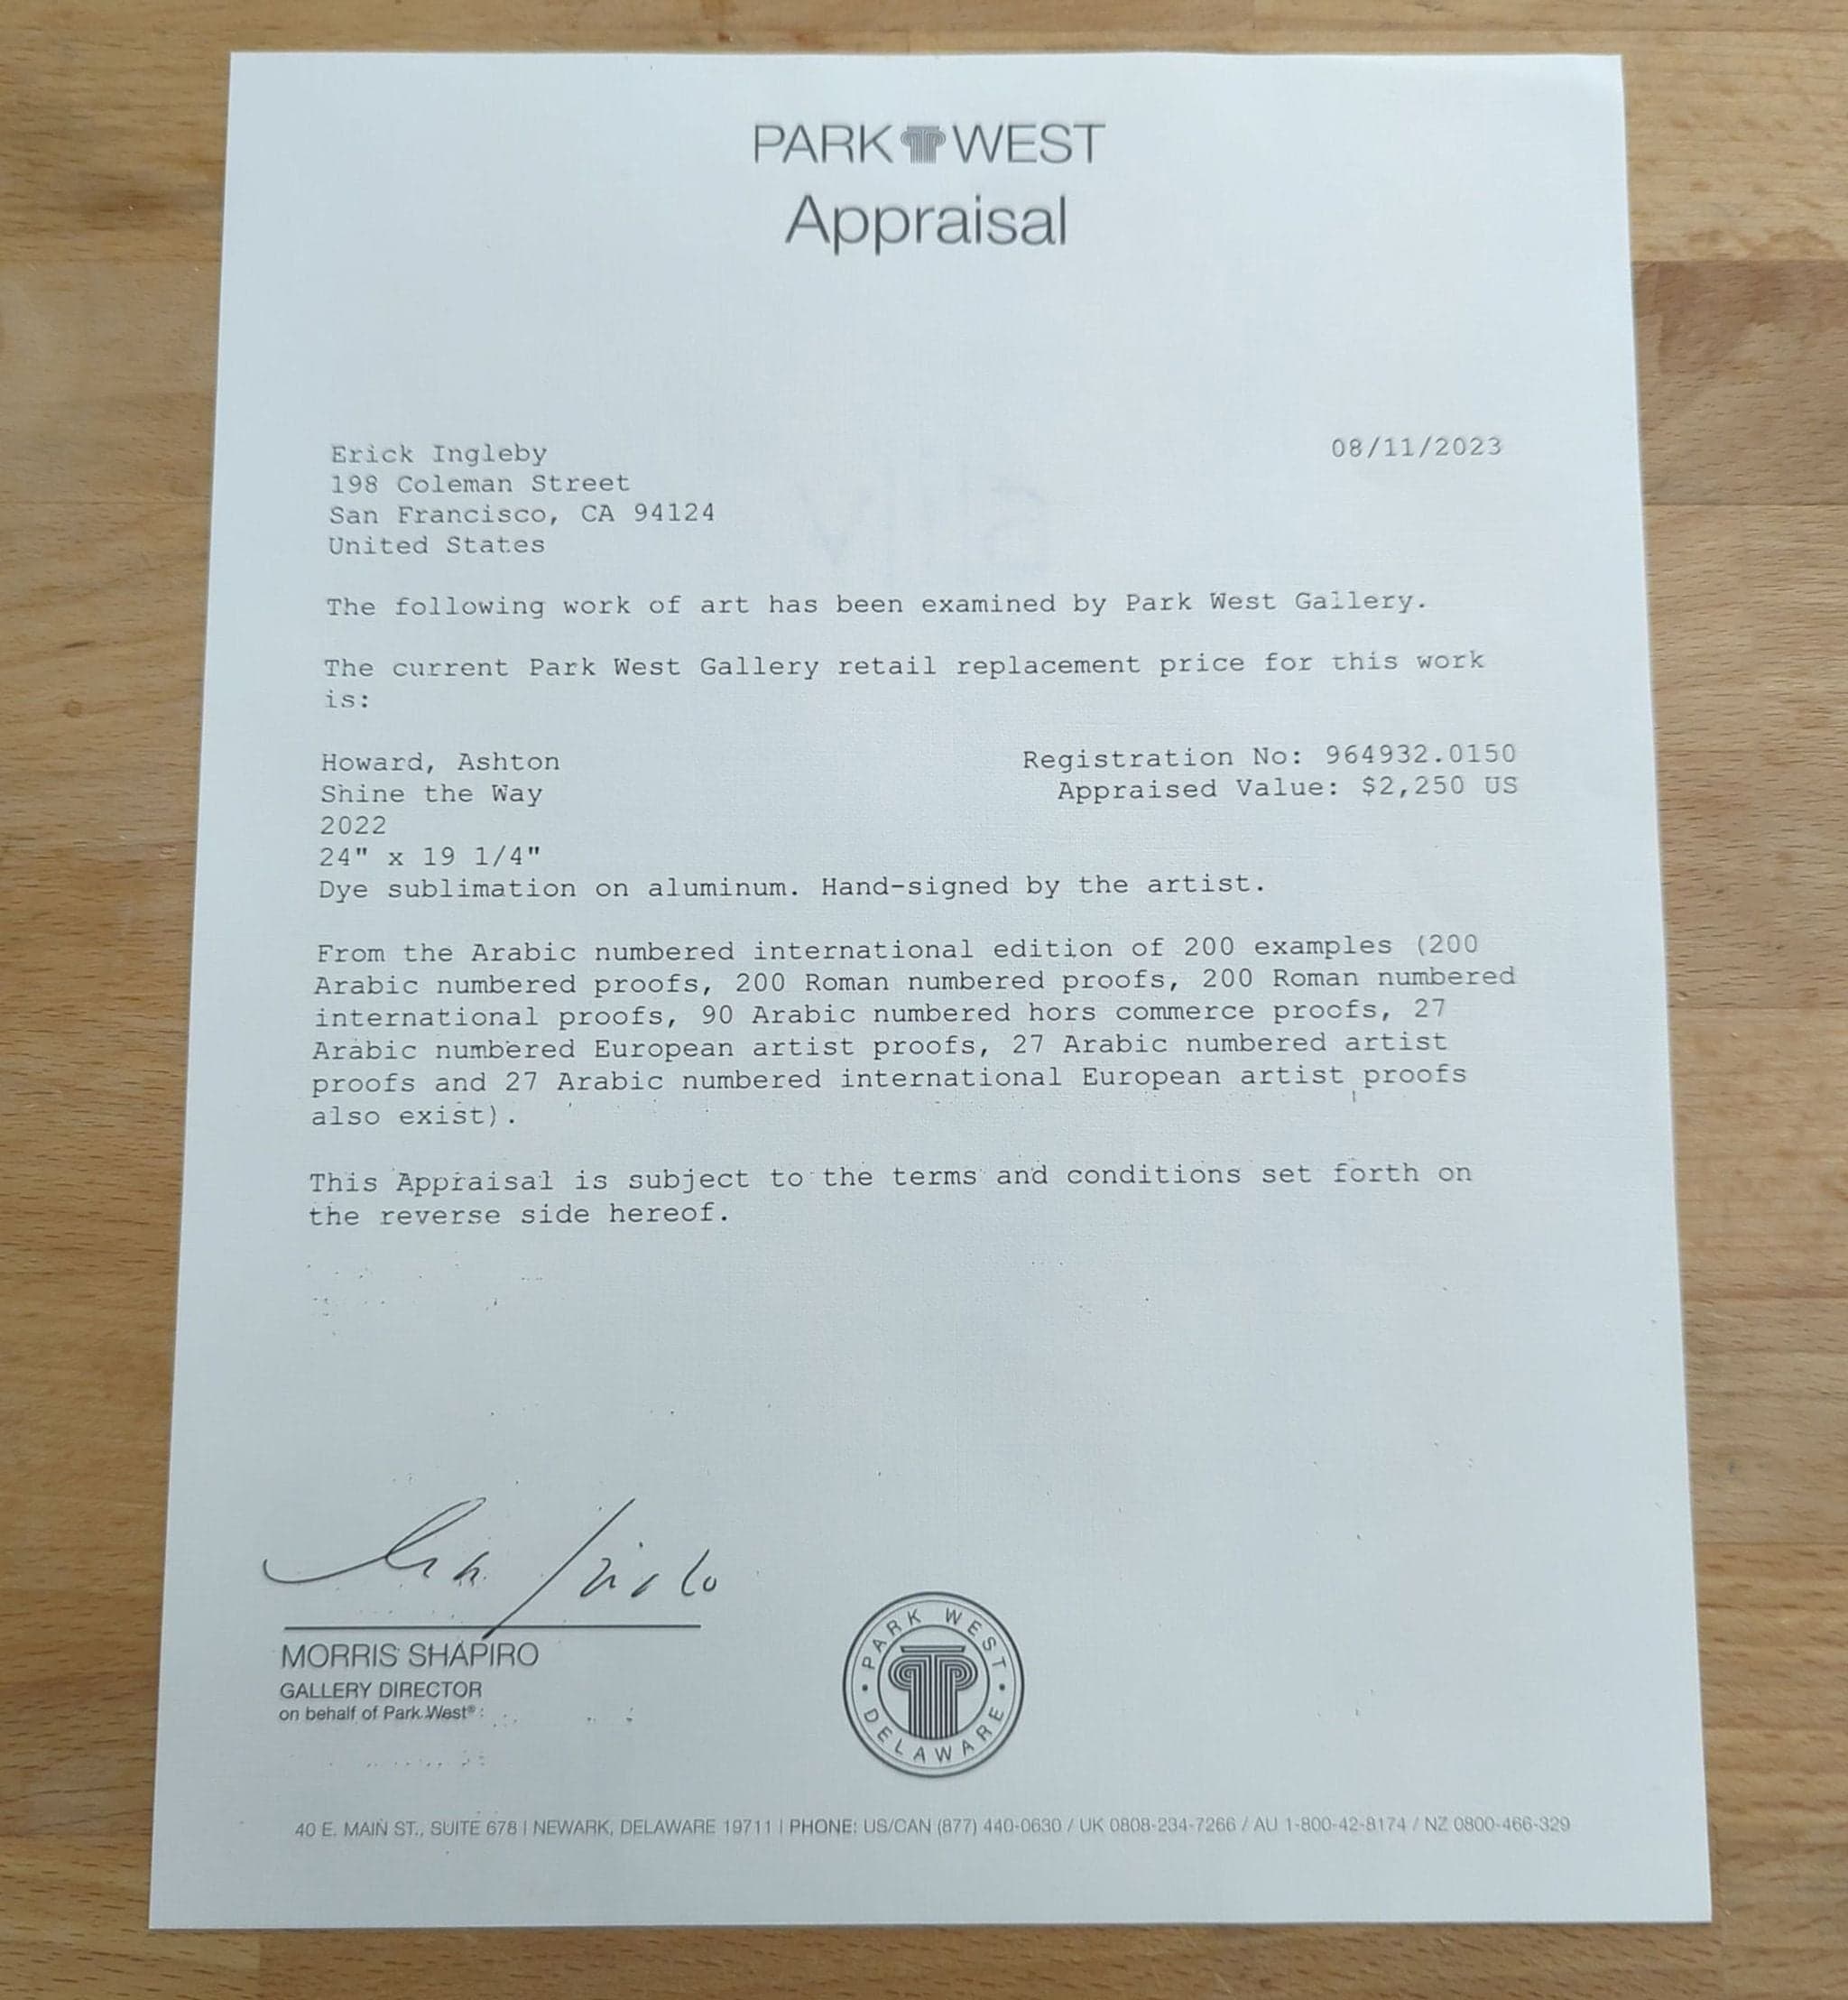 PARK WEST
Appraisal
Erick Ingleby
08/11/2023
198 Coleman Street
San Francisco, CA 94124
United States
The following work of art has been examined by Park West Gallery.
The current Park West Gallery retail replacement price for this work
is:
Howard, Ashton
Registration No: 964932.0150
Shine the Way
Appraised Value: $2,250 US
2022
24" x 19 1/4"
Dye sublimation on aluminum. Hand-signed by the artist.
From the Arabic numbered international edition of 200 examples (200
Arabic numbered proofs, 200 Roman numbered proofs, 200 Roman numbered
international proofs, 90 Arabic numbered hors commerce proofs, 27
Arabic numbered European artist proofs, 27 Arabic numbered artist
proofs and 27 Arabic numbered international European artist proofs
also exist).
This Appraisal is subject to the terms and conditions set forth on
the reverse side hereof.
MORRIS SHAPIRO
GALLERY DIRECTOR
on behalf of Park West®
PARK WEST
DELAWARE
40 E. MAIN ST., SUITE 678 | NEWARK, DELAWARE 19711 | PHONE: US/CAN (877) 440-0630 / UK 0808-234-7266 / AU 1-800-42-8174 / NZ 0800-466-329